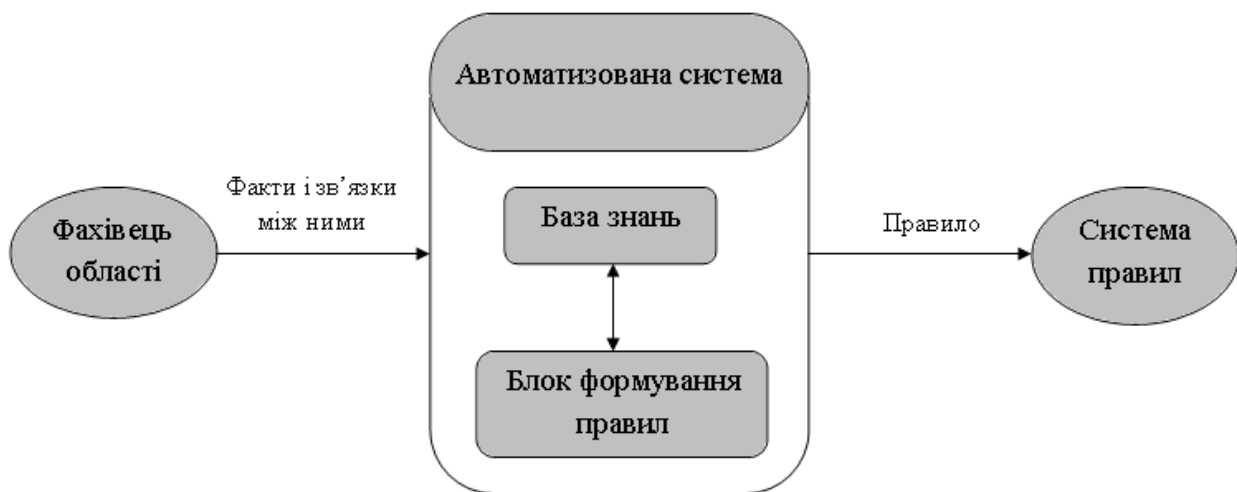 Автоматизована система
Факти і зв’язки
між ними
База знань
Правило
Фахівець
області
Система
правил
Блок формування
правил